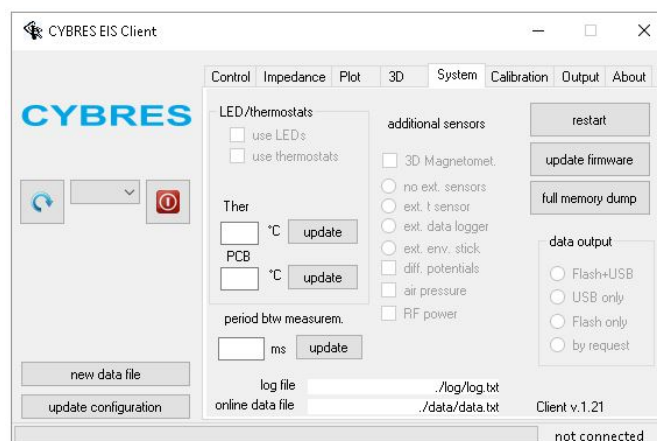 CYBRES EIS Client
Control Impedance Plot 3D System Calibration Output About
CYBRES
LED/thermostats
use LEDs
use thermostats
Ther
°C update
PCB
°C update
period btw measurem.
ms update
additional sensors
3D Magnetomet.
no ext. sensors
ext. t sensor
ext. data logger
ext. env. stick
diff. potentials
air pressure
RF power
restart
update firmware
full memory dump
data output
Flash+USB
USB only
Flash only
by request
new data file
update configuration
log file ./log/log.txt
online data file ./data/data.txt
Client v.1.21
not connected